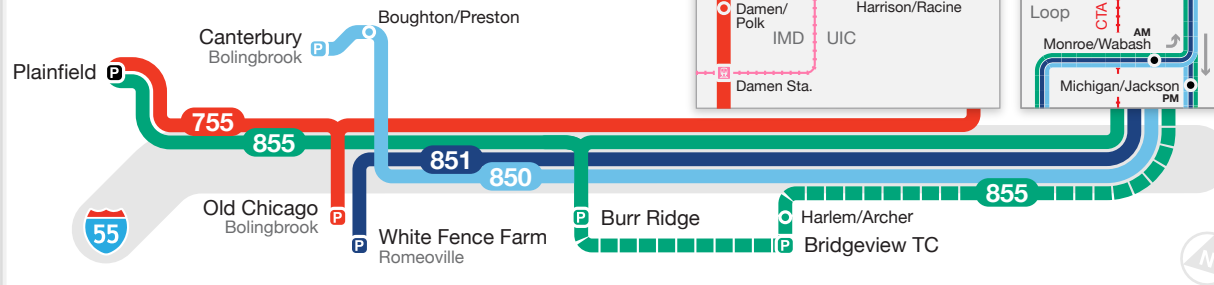 Damen/
Polk
Harrison/Racine
IMD
UIC
Damen Sta.
Loop
CTA
AM
Monroe/Wabash
Michigan/Jackson
PM
Boughton/Preston
Canterbury
P
Bolingbrook
Plainfield
P
755
855
851
850
855
Old Chicago
P
Bolingbrook
55
White Fence Farm
P
Romeoville
P
Burr Ridge
Harlem/Archer
P
Bridgeview TC
N